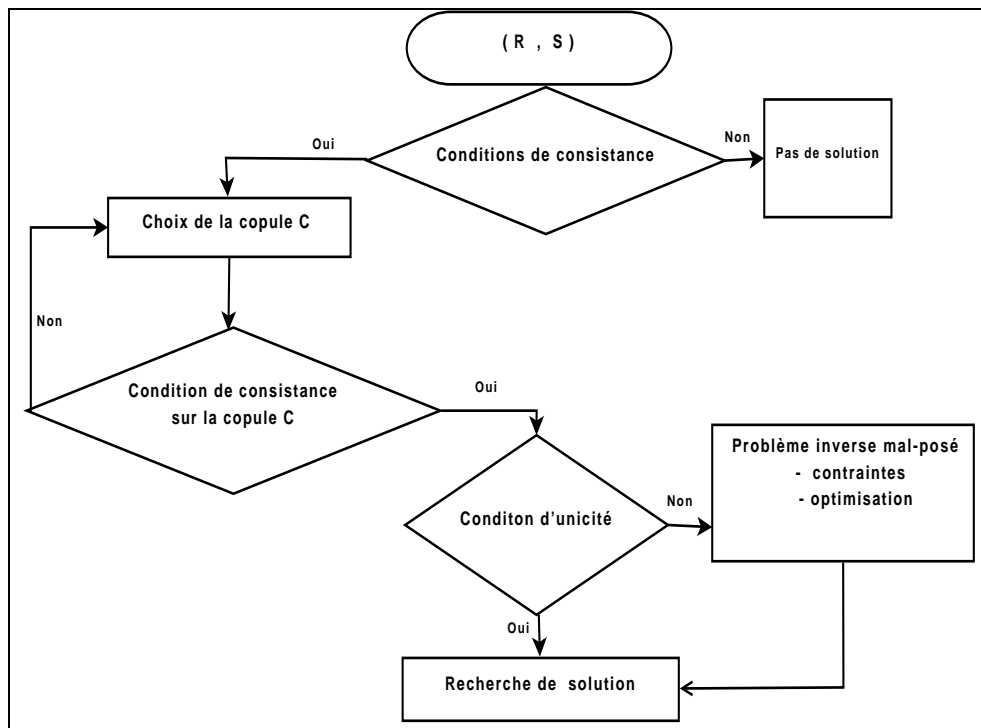 ( R , S )
Oui
Conditions de consistance
Non
Pas de solution
Choix de la copule C
Non
Condition de consistance
sur la copule C
Oui
Problème inverse mal-posé
- contraintes
- optimisation
Conditon d'unicité
Non
Oui
Recherche de solution